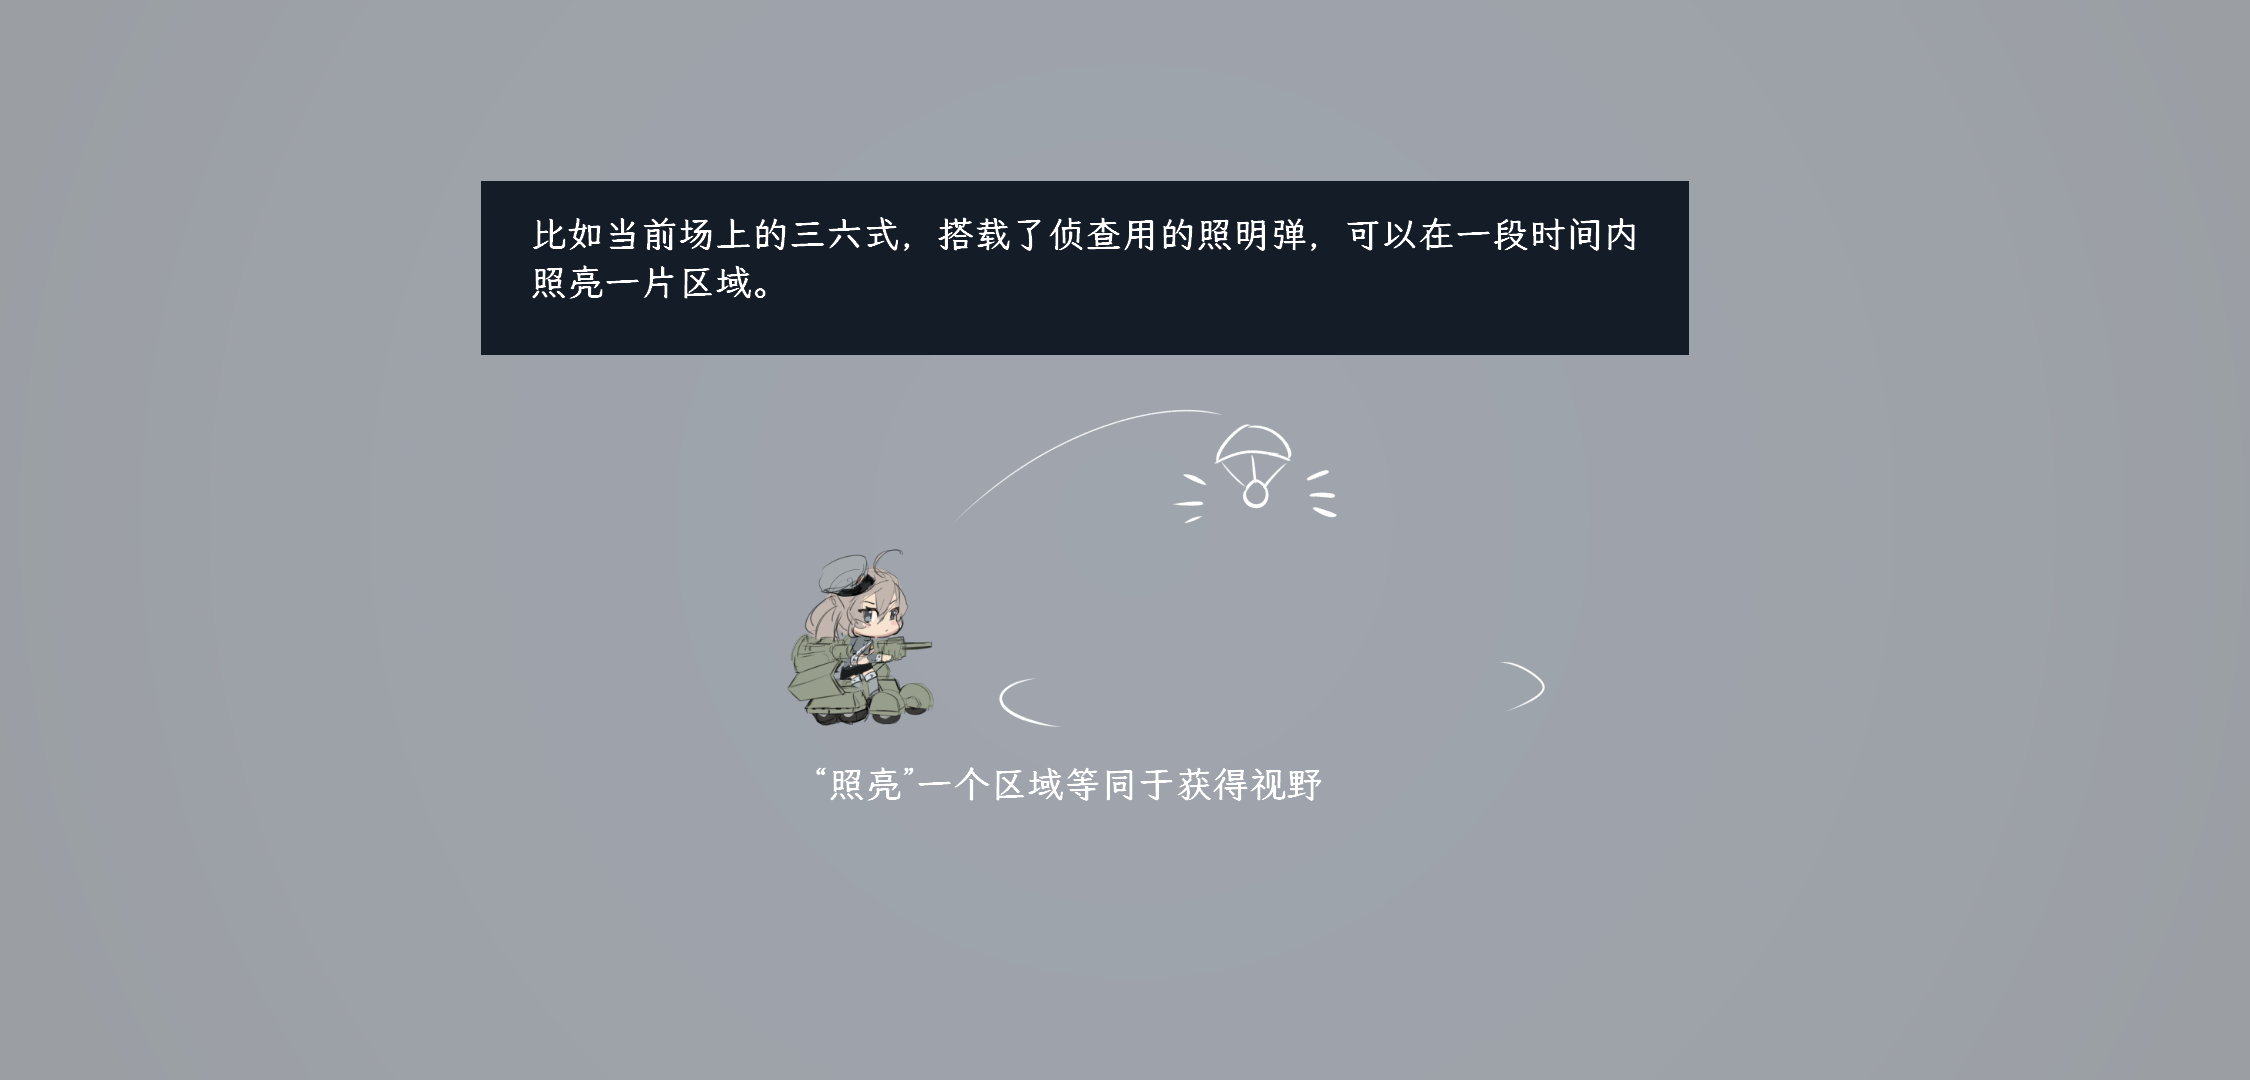 比如当前场上的三六式，搭载了侦查用的照明弹，可以在一段时间内
照亮一片区域。
“照亮”一个区域等同于获得视野